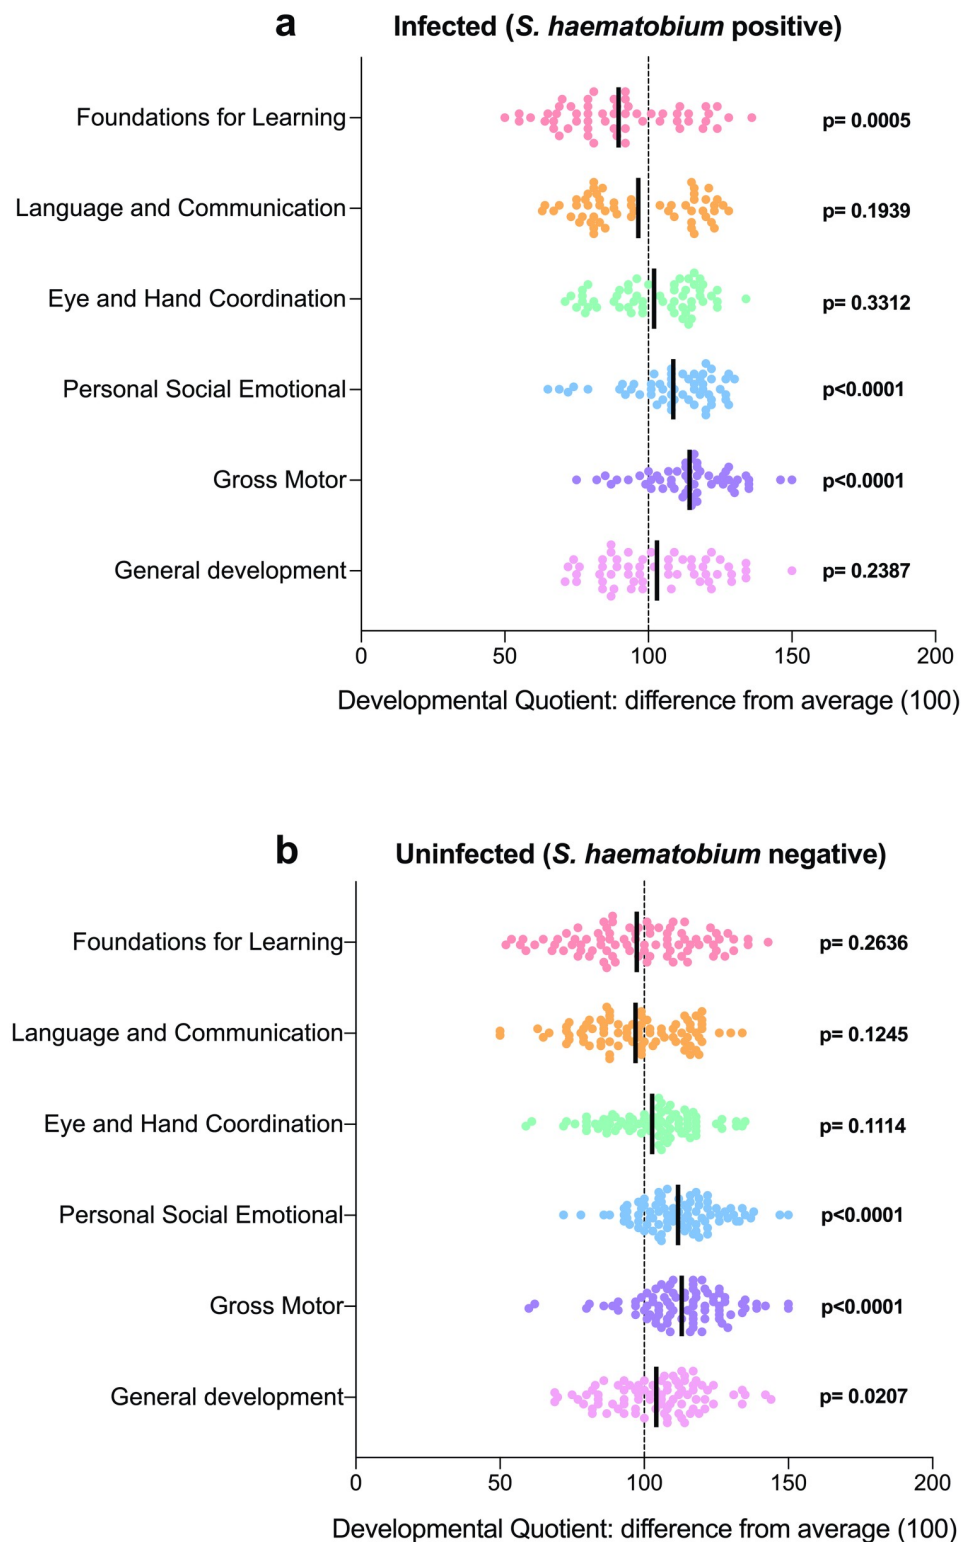 a Infected (S. haematobium positive)
Foundations for Learning p= 0.0005
Language and Communication p= 0.1939
Eye and Hand Coordination p= 0.3312
Personal Social Emotional p<0.0001
Gross Motor p<0.0001
General development p= 0.2387
0 50 100 150 200
Developmental Quotient: difference from average (100)
b Uninfected (S. haematobium negative)
Foundations for Learning p= 0.2636
Language and Communication p= 0.1245
Eye and Hand Coordination p= 0.1114
Personal Social Emotional p<0.0001
Gross Motor p<0.0001
General development p= 0.0207
0 50 100 150 200
Developmental Quotient: difference from average (100)